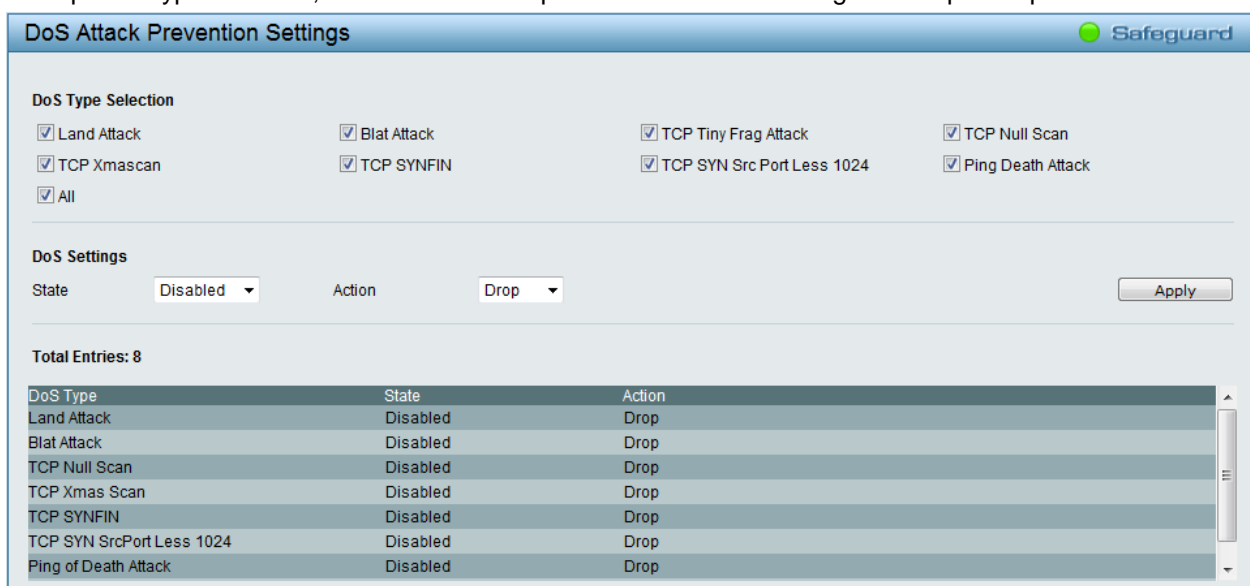 DoS Attack Prevention Settings Safeguard
DoS Type Selection
Land Attack Blat Attack TCP Tiny Frag Attack TCP Null Scan
TCP Xmascan TCP SYNFIN TCP SYN Src Port Less 1024 Ping Death Attack
All
DoS Settings
State Disabled Action Drop Apply
Total Entries: 8
DoS Type State Action
Land Attack Disabled Drop
Blat Attack Disabled Drop
TCP Null Scan Disabled Drop
TCP Xmas Scan Disabled Drop
TCP SYNFIN Disabled Drop
TCP SYN SrcPort Less 1024 Disabled Drop
Ping of Death Attack Disabled Drop